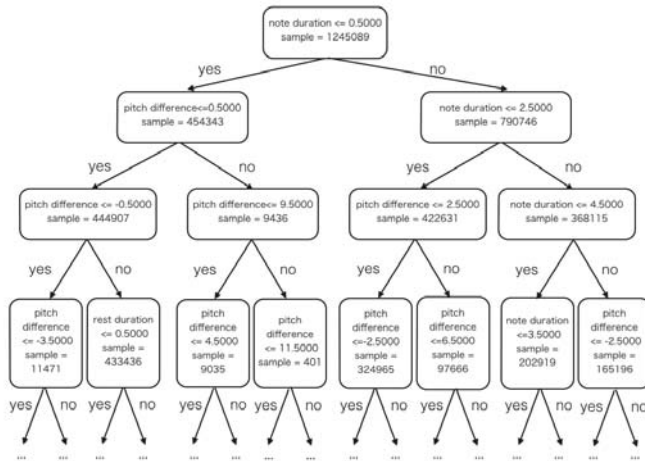 note duration <= 0.5000
sample = 1245089
yes
no
pitch difference<=0.5000
sample = 454343
note duration <= 2.5000
sample = 790746
yes
no
yes
no
pitch difference <= -0.5000
sample = 444907
pitch difference<= 9.5000
sample = 9436
pitch difference <= 2.5000
sample = 422631
note duration <= 4.5000
sample = 368115
yes
no
yes
no
yes
no
yes
no
pitch
difference
<= -3.5000
sample =
11471
rest duration
<= 0.5000
sample =
433436
pitch
difference
<= 4.5000
sample =
9035
pitch
difference
<= 11.5000
sample = 401
pitch
difference
<=-2.5000
sample =
324965
pitch
difference
<=6.5000
sample =
97666
note duration
<=3.5000
sample =
202919
pitch
difference
<= -2.5000
sample =
165196
yes
no
yes
no
yes
no
yes
no
yes
no
yes
no
yes
no
yes
no
... ... ... ... ... ... ... ... ... ... ... ... ... ... ... ...